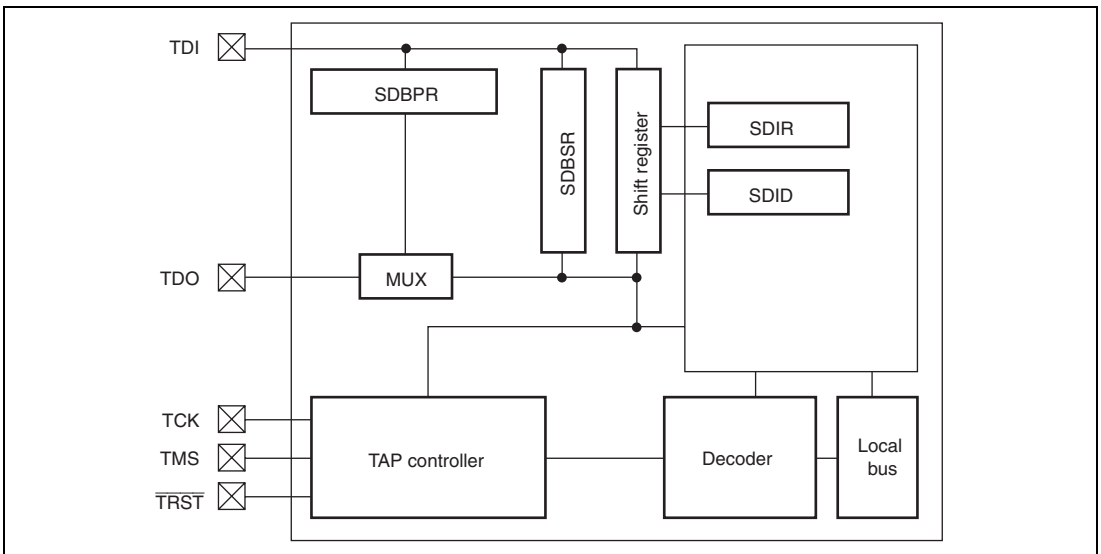 TDI
SDBPR
SDBSR
Shift register
SDIR
SDID
TDO
MUX
TCK
TMS
TRST
TAP controller
Decoder
Local
bus